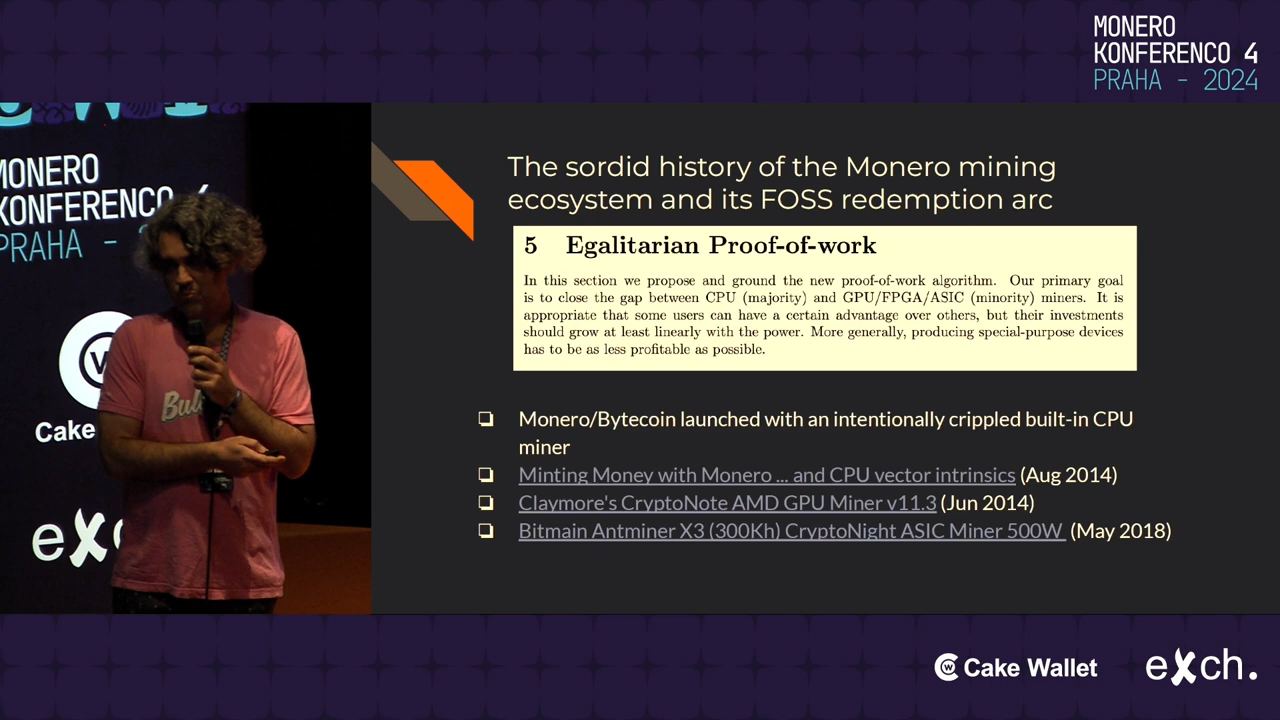 MONERO
KONFERENCO 4
PRAHA - 2024
MONERO
KONFERENCO 4
PRAHA -
Cake
The sordid history of the Monero mining
ecosystem and its FOSS redemption arc
5 Egalitarian Proof-of-work
In this section we propose and ground the new proof-of-work algorithm. Our primary goal
is to close the gap between CPU (majority) and GPU/FPGA/ASIC (minority) miners. It is
appropriate that some users can have a certain advantage over others, but their investments
should grow at least linearly with the power. More generally, producing special-purpose devices
has to be as less profitable as possible.
❏ Monero/Bytecoin launched with an intentionally crippled built-in CPU
miner
❏ Minting Money with Monero ... and CPU vector intrinsics (Aug 2014)
❏ Claymore's CryptoNote AMD GPU Miner v11.3 (Jun 2014)
❏ Bitmain Antminer X3 (300Kh) CryptoNight ASIC Miner 500W (May 2018)
Cake Wallet
eXch.